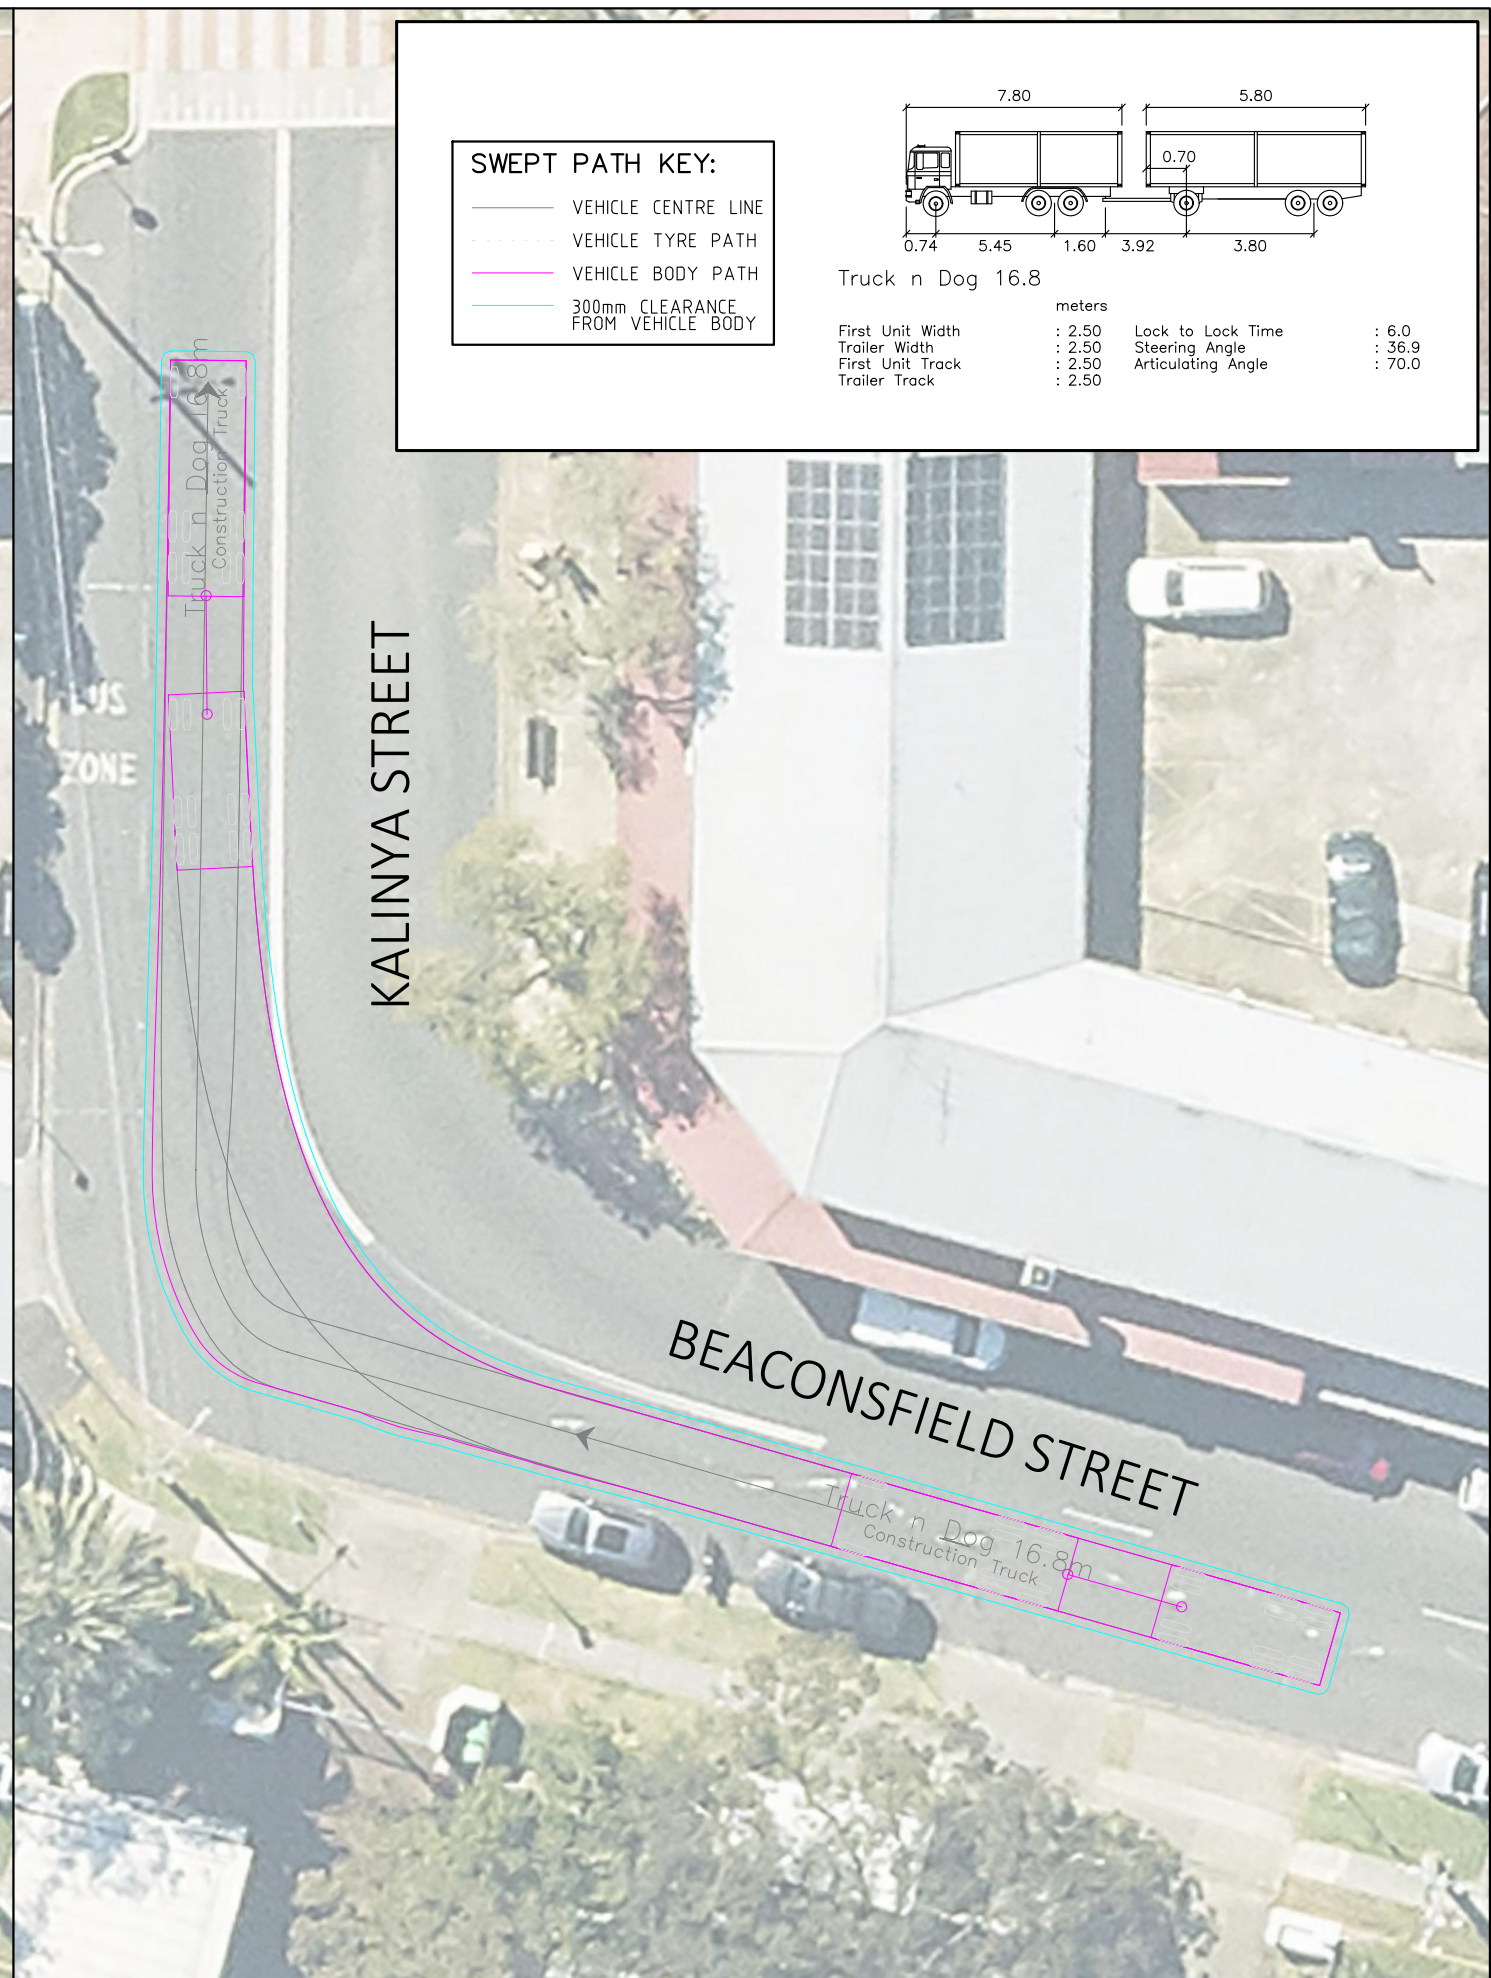 SWEPT PATH KEY:
VEHICLE CENTRE LINE
VEHICLE TYRE PATH
VEHICLE BODY PATH
300mm CLEARANCE
FROM VEHICLE BODY
7.80
5.80
0.70
0.74
5.45
1.60
3.92
3.80
Truck n Dog 16.8
meters
First Unit Width : 2.50
Trailer Width : 2.50
First Unit Track : 2.50
Trailer Track : 2.50
Lock to Lock Time : 6.0
Steering Angle : 36.9
Articulating Angle : 70.0
Truck n Dog 16.8m
Construction Truck
KALINYA STREET
ZONE
BEACONSFIELD STREET
Truck n Dog 16.8m
Construction Truck